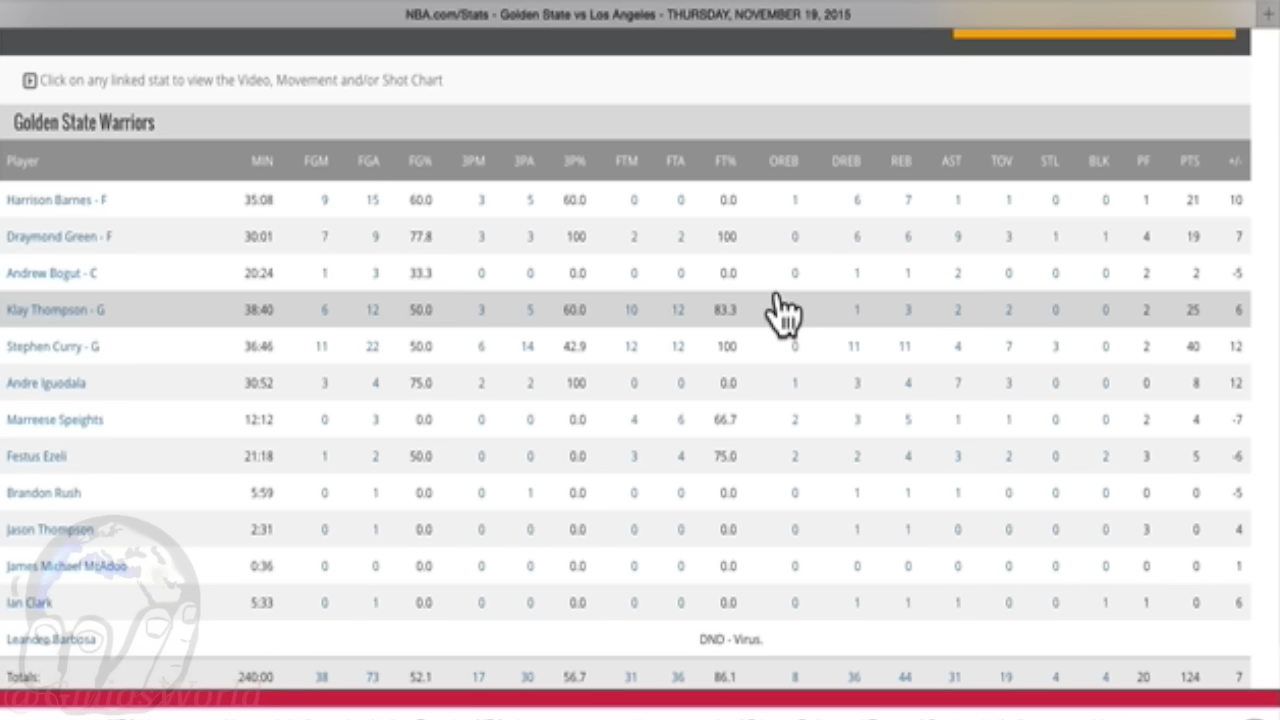 NBA.com/Stats - Golden State vs Los Angeles - THURSDAY, NOVEMBER 19, 2015
Click on any linked stat to view the Video, Movement and/or Shot Chart
Golden State Warriors
Player MIN FGM FGA FG% 3PM 3PA 3P% FTM FTA FT% OREB DREB REB AST TOV STL BLK PF PTS +/-
Harrison Barnes - F 35:08 9 15 60.0 3 5 60.0 0 0 0.0 1 6 7 1 1 0 0 1 21 10
Draymond Green - F 30:01 7 9 77.8 3 3 100 2 2 100 0 6 6 9 3 1 1 4 19 7
Andrew Bogut - C 20:24 1 3 33.3 0 0 0.0 0 0 0.0 0 1 1 2 0 0 0 2 2 -5
Klay Thompson - G 38:40 6 12 50.0 3 5 60.0 10 12 83.3 1 3 2 2 0 0 2 25 6
Stephen Curry - G 36:46 11 22 50.0 6 14 42.9 12 12 100 0 11 11 4 7 3 0 2 40 12
Andre Iguodala 30:52 3 4 75.0 2 2 100 0 0 0.0 1 3 4 7 3 0 0 0 8 12
Marreese Speights 12:12 0 3 0.0 0 0 0.0 4 6 66.7 2 3 5 1 1 0 0 2 4 -7
Festus Ezeli 21:18 1 2 50.0 0 0 0.0 3 4 75.0 2 2 4 3 2 0 2 3 5 -6
Brandon Rush 5:59 0 1 0.0 0 1 0.0 0 0 0.0 0 1 1 1 0 0 0 0 0 -5
Jason Thompson 2:31 0 1 0.0 0 0 0.0 0 0 0.0 0 1 1 0 0 0 0 3 0 4
James Michael McAdoo 0:36 0 0 0.0 0 0 0.0 0 0 0.0 0 0 0 0 0 0 0 0 0 1
Ian Clark 5:33 0 1 0.0 0 0 0.0 0 0 0.0 0 1 1 1 0 0 1 1 0 6
Leandro Barbosa DND - Virus.
Totals: 240:00 38 73 52.1 17 30 56.7 31 36 86.1 8 36 44 31 19 4 4 20 124 7